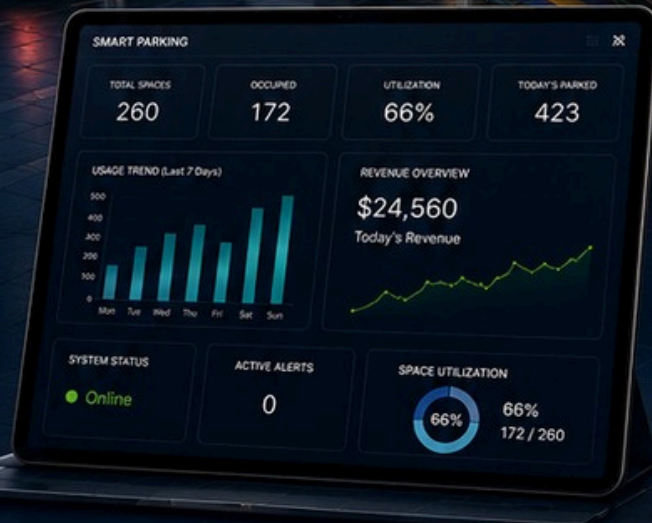 SMART PARKING
TOTAL SPACES
260
OCCUPIED
172
UTILIZATION
66%
TODAY'S PARKED
423
USAGE TREND (Last 7 Days)
500
400
300
200
100
0
Mon Tue Wed Thu Fri Sat Sun
REVENUE OVERVIEW
$24,560
Today's Revenue
SYSTEM STATUS
Online
ACTIVE ALERTS
0
SPACE UTILIZATION
66%
66%
172 / 260